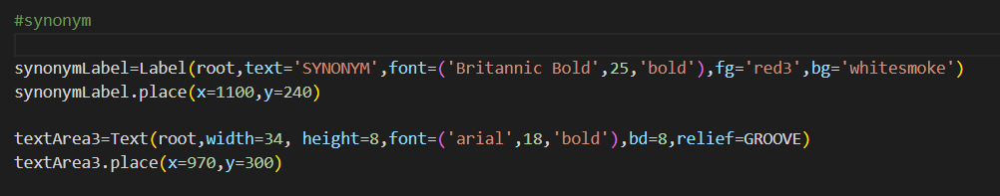 #synonym
synonymLabel=Label(root,text='SYNONYM',font=('Britannic Bold',25,'bold'),fg='red3',bg='whitesmoke')
synonymLabel.place(x=1100,y=240)
textArea3=Text(root,width=34, height=8,font=('arial',18,'bold'),bd=8,relief=GROOVE)
textArea3.place(x=970,y=300)